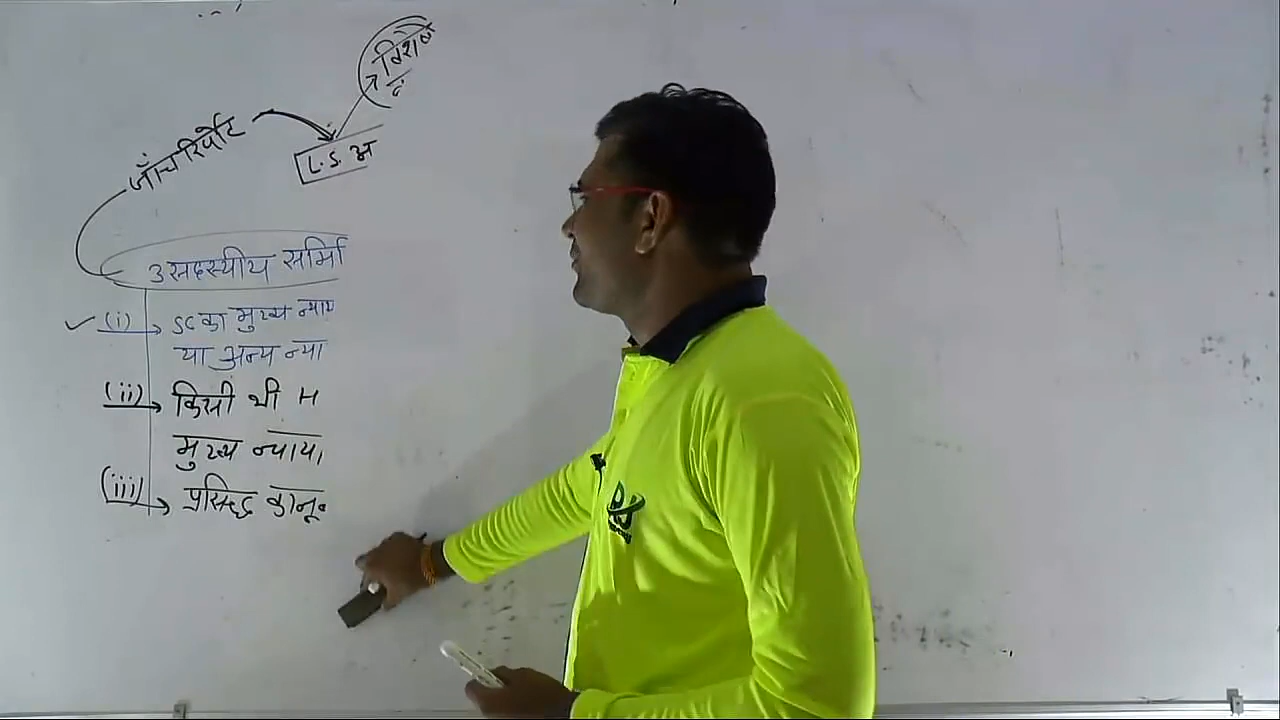 विशे
जाँच रिर्पोट
L.S. अ
3 सदस्यीय समि
(i) SC का मुख्य न्याय
या अन्य न्या
(ii) किसी भी H
मुख्य न्याया
(iii) प्रसिद्ध कानू